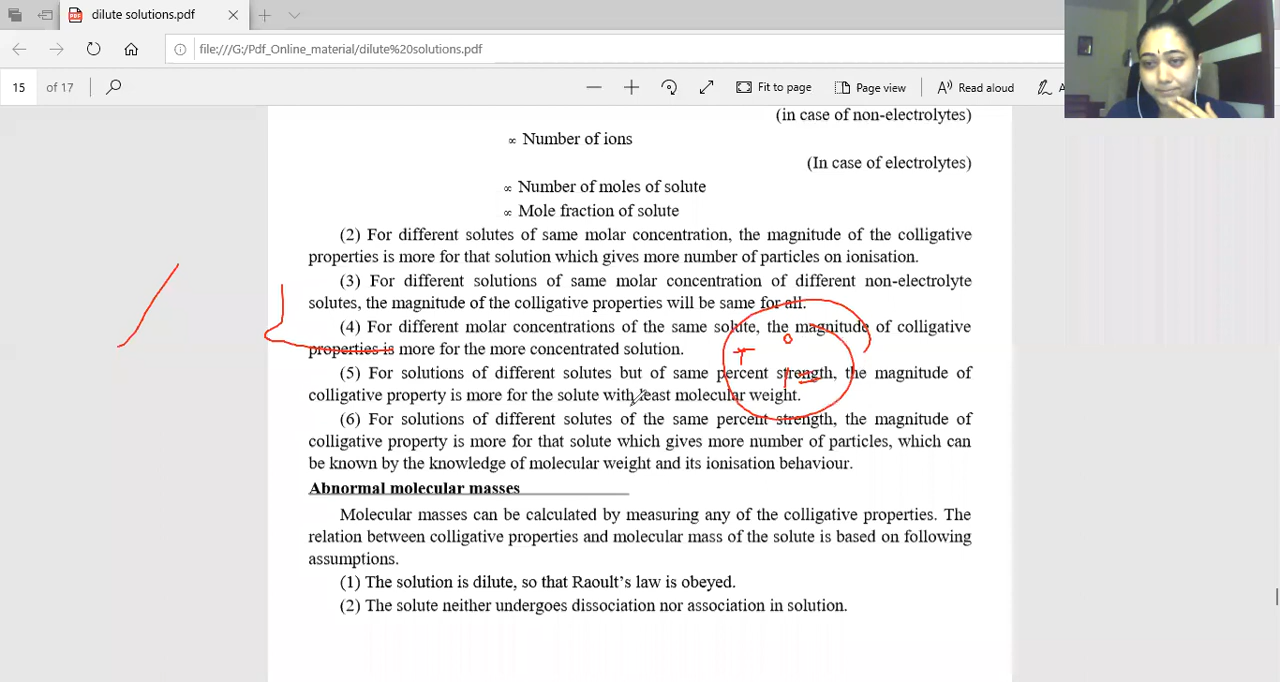 dilute solutions.pdf
file:///G:/Pdf_Online_material/dilute%20solutions.pdf
15 of 17
Fit to page
Page view
Read aloud
(in case of non-electrolytes)
∝ Number of ions
(In case of electrolytes)
∝ Number of moles of solute
∝ Mole fraction of solute
(2) For different solutes of same molar concentration, the magnitude of the colligative
properties is more for that solution which gives more number of particles on ionisation.
(3) For different solutions of same molar concentration of different non-electrolyte
solutes, the magnitude of the colligative properties will be same for all.
(4) For different molar concentrations of the same solute, the magnitude of colligative
properties is more for the more concentrated solution.
(5) For solutions of different solutes but of same percent strength, the magnitude of
colligative property is more for the solute with least molecular weight.
(6) For solutions of different solutes of the same percent strength, the magnitude of
colligative property is more for that solute which gives more number of particles, which can
be known by the knowledge of molecular weight and its ionisation behaviour.
Abnormal molecular masses
Molecular masses can be calculated by measuring any of the colligative properties. The
relation between colligative properties and molecular mass of the solute is based on following
assumptions.
(1) The solution is dilute, so that Raoult's law is obeyed.
(2) The solute neither undergoes dissociation nor association in solution.